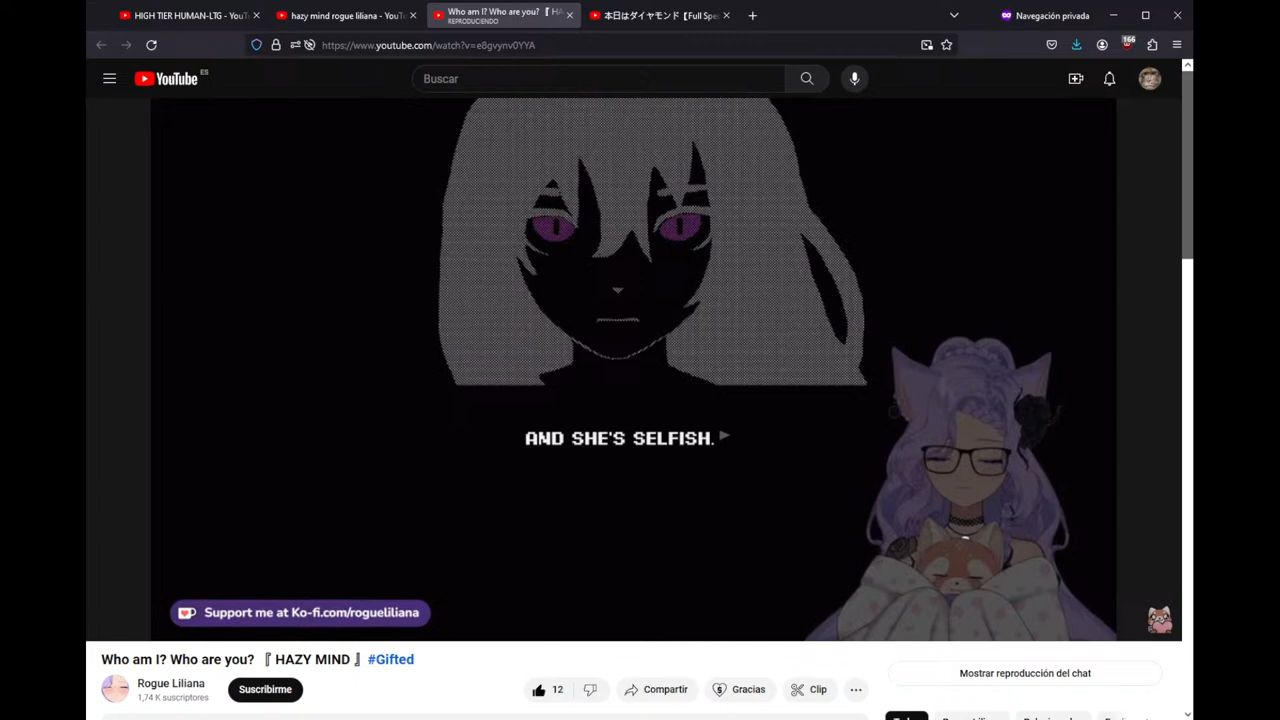 HIGH TIER HUMAN-LTG - YouTu
hazy mind rogue liliana - YouTu
Who am I? Who are you? 『 HA
REPRODUCIENDO
本日はダイヤモンド【Full Spe
Navegación privada
https://www.youtube.com/watch?v=e8gvynv0YYA
166
YouTube ES
Buscar
AND SHE'S SELFISH.
Support me at Ko-fi.com/rogueliliana
Who am I? Who are you? 『 HAZY MIND 』 #Gifted
Mostrar reproducción del chat
Rogue Liliana
1,74 K suscriptores
Suscribirme
12
Compartir
Gracias
Clip